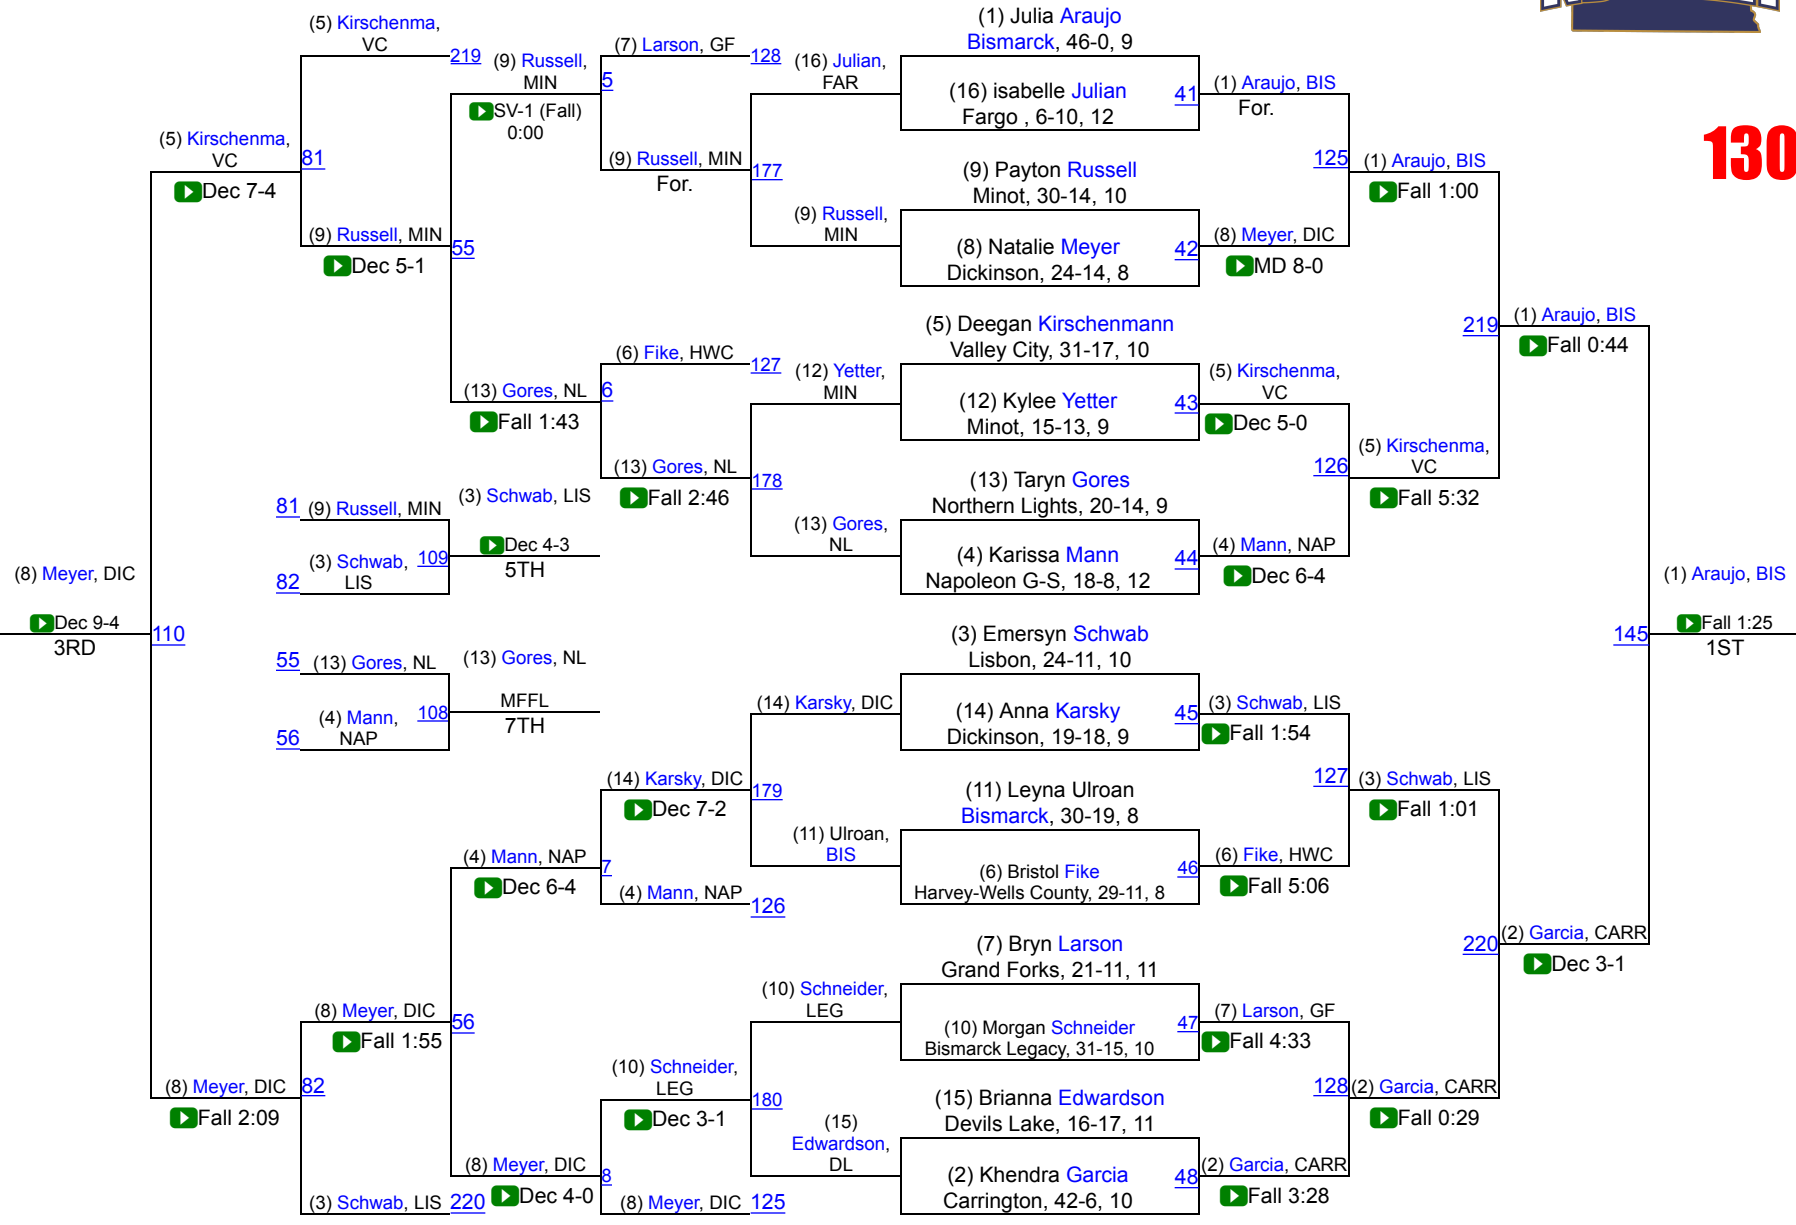 130
(1) Julia Araujo
Bismarck, 46-0, 9
(16) isabelle Julian
Fargo , 6-10, 12
41
(9) Payton Russell
Minot, 30-14, 10
(8) Natalie Meyer
Dickinson, 24-14, 8
42
(5) Deegan Kirschenmann
Valley City, 31-17, 10
(12) Kylee Yetter
Minot, 15-13, 9
43
(13) Taryn Gores
Northern Lights, 20-14, 9
(4) Karissa Mann
Napoleon G-S, 18-8, 12
44
(3) Emersyn Schwab
Lisbon, 24-11, 10
(14) Anna Karsky
Dickinson, 19-18, 9
45
(11) Leyna Ulroan
Bismarck, 30-19, 8
(6) Bristol Fike
Harvey-Wells County, 29-11, 8
46
(7) Bryn Larson
Grand Forks, 21-11, 11
(10) Morgan Schneider
Bismarck Legacy, 31-15, 10
47
(15) Brianna Edwardson
Devils Lake, 16-17, 11
(2) Khendra Garcia
Carrington, 42-6, 10
48
(1) Araujo, BIS
For.
125
(8) Meyer, DIC
MD 8-0
(5) Kirschenma,
VC
Dec 5-0
126
(4) Mann, NAP
Dec 6-4
(3) Schwab, LIS
Fall 1:54
127
(6) Fike, HWC
Fall 5:06
(7) Larson, GF
Fall 4:33
128
(2) Garcia, CARR
Fall 3:28
(1) Araujo, BIS
Fall 1:00
219
(5) Kirschenma,
VC
Fall 5:32
(3) Schwab, LIS
Fall 1:01
220
(2) Garcia, CARR
Fall 0:29
(1) Araujo, BIS
Fall 0:44
145
(2) Garcia, CARR
Dec 3-1
(1) Araujo, BIS
Fall 1:25
1ST
(16) Julian,
FAR
177
(9) Russell,
MIN
(12) Yetter,
MIN
178
(13) Gores,
NL
(14) Karsky, DIC
179
(11) Ulroan,
BIS
(10) Schneider,
LEG
180
(15)
Edwardson,
DL
(7) Larson, GF
128
5
(9) Russell, MIN
For.
(6) Fike, HWC
127
6
(13) Gores, NL
Fall 2:46
(14) Karsky, DIC
Dec 7-2
7
(4) Mann, NAP
126
(10) Schneider,
LEG
Dec 3-1
8
(8) Meyer, DIC
125
(9) Russell,
MIN
SV-1 (Fall)
0:00
55
(13) Gores, NL
Fall 1:43
(4) Mann, NAP
Dec 6-4
56
(8) Meyer, DIC
Dec 4-0
(5) Kirschenma,
VC
219
81
(9) Russell, MIN
Dec 5-1
(8) Meyer, DIC
Fall 1:55
82
(3) Schwab, LIS
220
(5) Kirschenma,
VC
Dec 7-4
110
(8) Meyer, DIC
Fall 2:09
(8) Meyer, DIC
Dec 9-4
3RD
81
(9) Russell, MIN
82
(3) Schwab,
LIS
109
(3) Schwab, LIS
Dec 4-3
5TH
55
(13) Gores, NL
56
(4) Mann,
NAP
108
(13) Gores, NL
MFFL
7TH